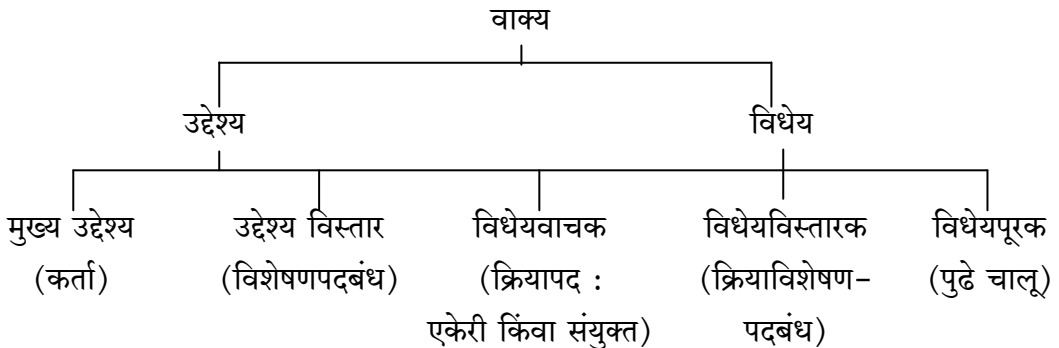 वाक्य
उद्देश्य विधेय
मुख्य उद्देश्य उद्देश्य विस्तार विधेयवाचक विधेयविस्तारक विधेयपूरक
(कर्ता) (विशेषणपदबंध) (क्रियापद : (क्रियाविशेषण– (पुढे चालू)
एकेरी किंवा संयुक्त) पदबंध)